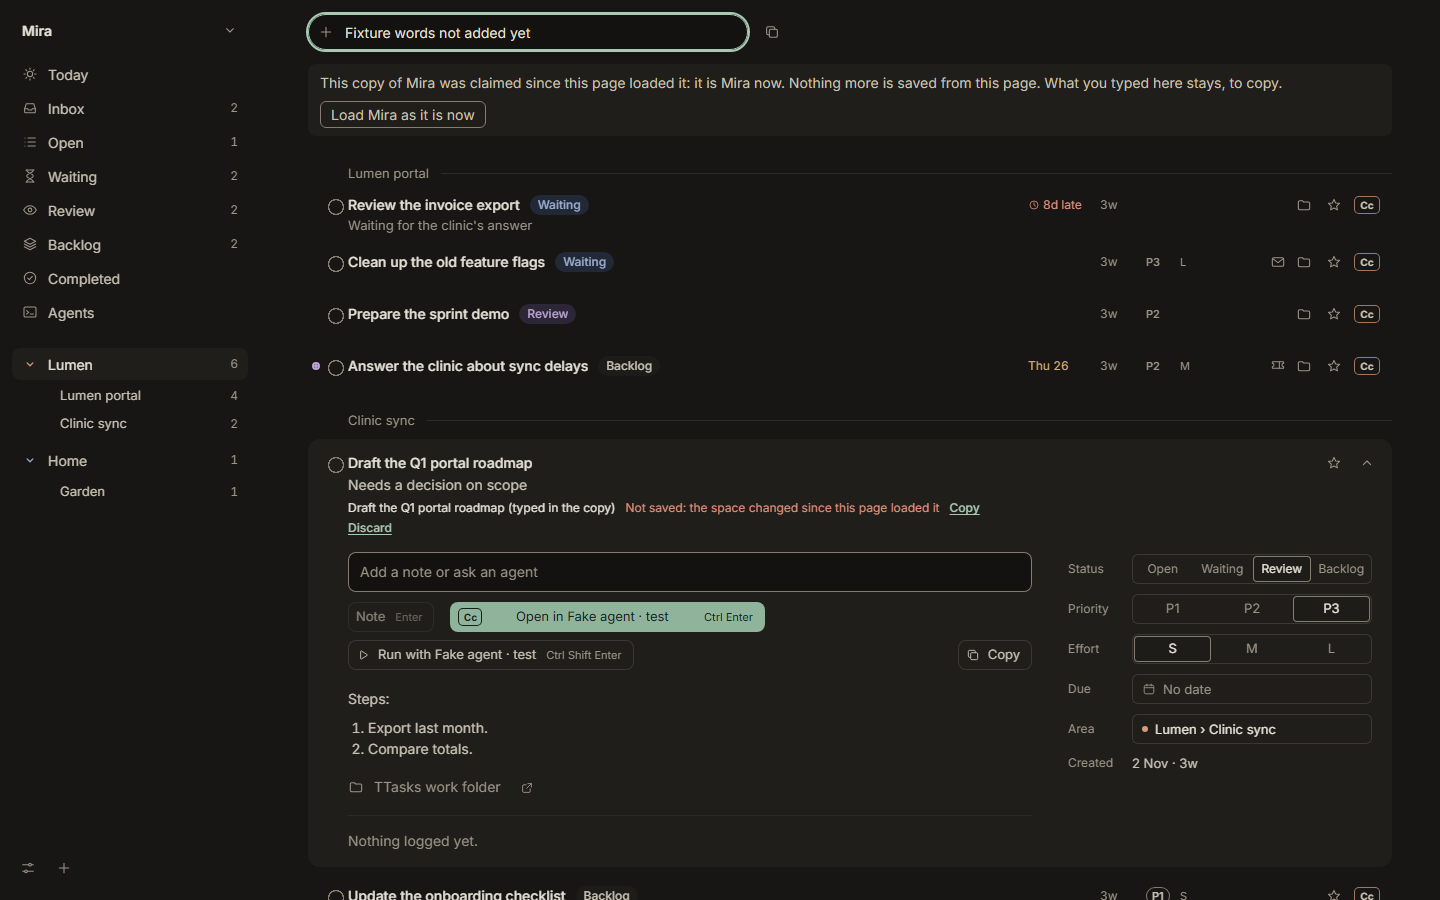 Mira
Fixture words not added yet
This copy of Mira was claimed since this page loaded it: it is Mira now. Nothing more is saved from this page. What you typed here stays, to copy.
Load Mira as it is now
Today
Inbox 2
Open 1
Waiting 2
Review 2
Backlog 2
Completed
Agents
Lumen 6
Lumen portal 4
Clinic sync 2
Home 1
Garden 1
Lumen portal
Review the invoice export Waiting 8d late 3w Cc
Waiting for the clinic's answer
Clean up the old feature flags Waiting 3w P3 L Cc
Prepare the sprint demo Review 3w P2 Cc
Answer the clinic about sync delays Backlog Thu 26 3w P2 M Cc
Clinic sync
Draft the Q1 portal roadmap
Needs a decision on scope
Draft the Q1 portal roadmap (typed in the copy) Not saved: the space changed since this page loaded it Copy
Discard
Add a note or ask an agent
Note Enter Cc Open in Fake agent · test Ctrl Enter
Run with Fake agent · test Ctrl Shift Enter Copy
Steps:
1. Export last month.
2. Compare totals.
TTasks work folder
Nothing logged yet.
Status Open Waiting Review Backlog
Priority P1 P2 P3
Effort S M L
Due No date
Area Lumen › Clinic sync
Created 2 Nov · 3w
Update the onboarding checklist Backlog 3w P1 S Cc